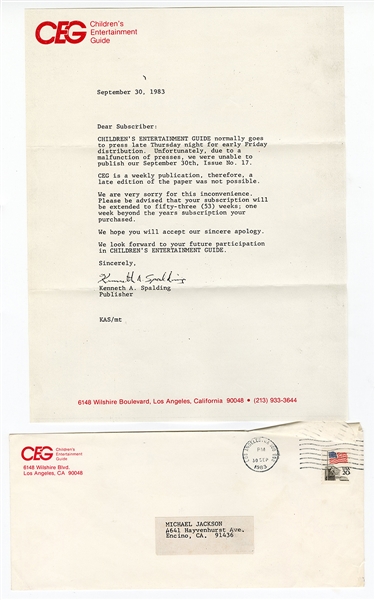 CEG Children's
Entertainment
Guide
September 30, 1983
Dear Subscriber:
CHILDREN'S ENTERTAINMENT GUIDE normally goes
to press late Thursday night for early Friday
distribution. Unfortunately, due to a
malfunction of presses, we were unable to
publish our September 30th, Issue No. 17.
CEG is a weekly publication, therefore, a
late edition of the paper was not possible.
We are very sorry for this inconvenience.
Please be advised that your subscription will
be extended to fifty-three (53) weeks; one
week beyond the years subscription your
purchased.
We hope you will accept our sincere apology.
We look forward to your future participation
in CHILDREN'S ENTERTAINMENT GUIDE.
Sincerely,
Kenneth A Spalding
Kenneth A. Spalding
Publisher
KAS/mt
6148 Wilshire Boulevard, Los Angeles, California 90048 • (213) 933-3644
CEG Children's
Entertainment
Guide
6148 Wilshire Blvd.
Los Angeles, CA 90048
PM
30 SEP
1983
MICHAEL JACKSON
4641 Hayvenhurst Ave.
Encino, CA. 91436